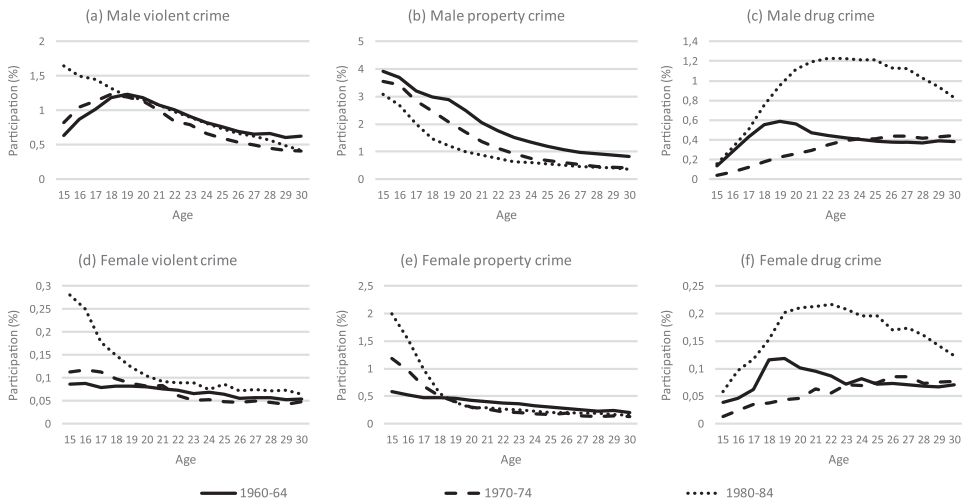 (a) Male violent crime
Participation (%)
2
1,5
1
0,5
0
15 16 17 18 19 20 21 22 23 24 25 26 27 28 29 30
Age
(b) Male property crime
Participation (%)
5
4
3
2
1
0
15 16 17 18 19 20 21 22 23 24 25 26 27 28 29 30
Age
(c) Male drug crime
Participation (%)
1,4
1,2
1
0,8
0,6
0,4
0,2
0
15 16 17 18 19 20 21 22 23 24 25 26 27 28 29 30
Age
(d) Female violent crime
Participation (%)
0,3
0,25
0,2
0,15
0,1
0,05
0
15 16 17 18 19 20 21 22 23 24 25 26 27 28 29 30
Age
(e) Female property crime
Participation (%)
2,5
2
1,5
1
0,5
0
15 16 17 18 19 20 21 22 23 24 25 26 27 28 29 30
Age
(f) Female drug crime
Participation (%)
0,25
0,2
0,15
0,1
0,05
0
15 16 17 18 19 20 21 22 23 24 25 26 27 28 29 30
Age
1960-64
1970-74
1980-84